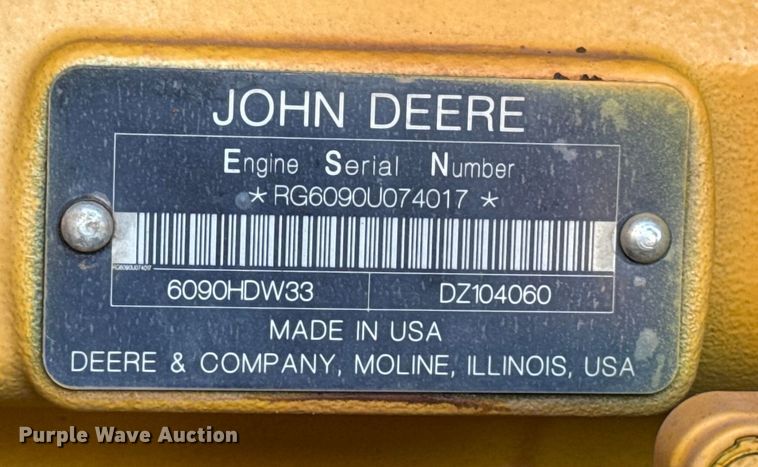 JOHN DEERE
Engine Serial Number
* RG6090U074017 *
RG6090U074017
6090HDW33 DZ104060
MADE IN USA
DEERE & COMPANY, MOLINE, ILLINOIS, USA
Purple Wave Auction